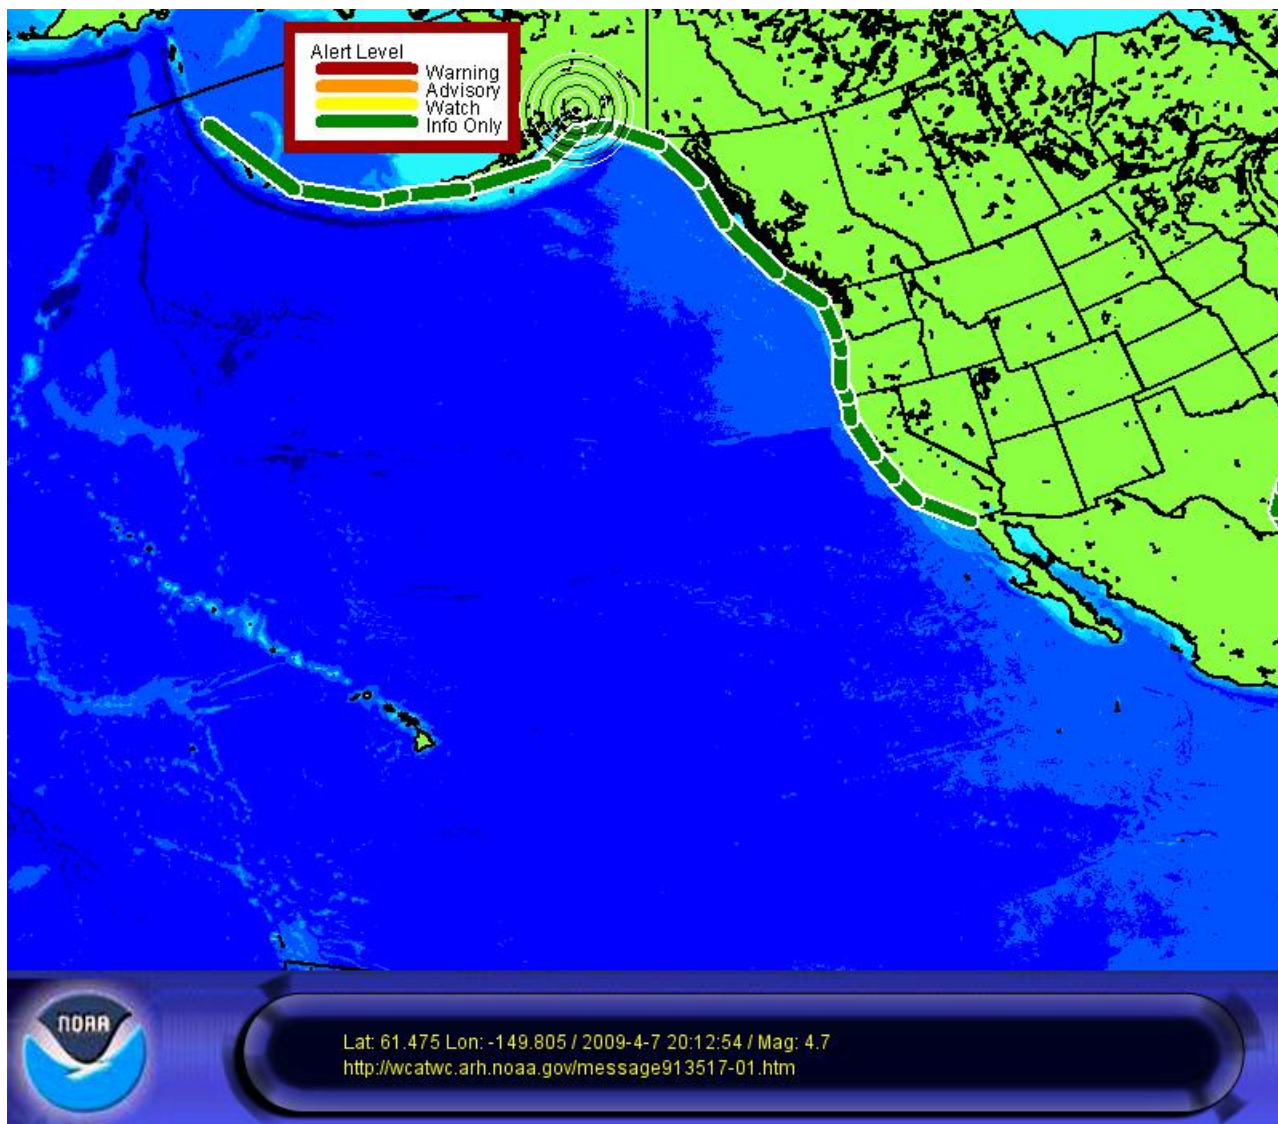 Alert Level
Warning
Advisory
Watch
Info Only
NOAA
Lat: 61.475 Lon: -149.805 / 2009-4-7 20:12:54 / Mag: 4.7
http://wcatwc.arh.noaa.gov/message913517-01.htm